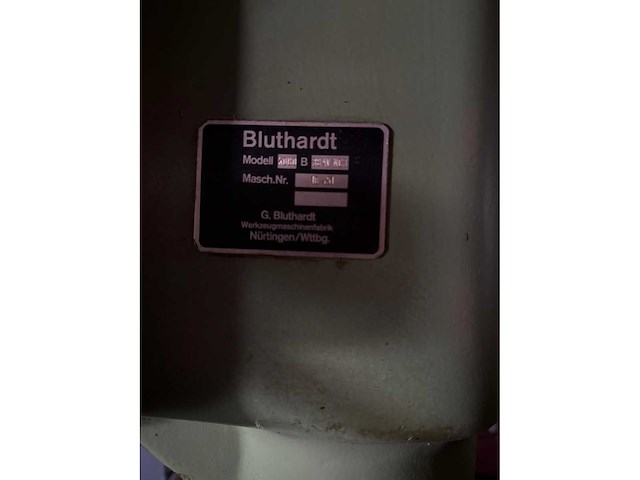 Bluthardt
Modell B
Masch.Nr.
G. Bluthardt
Werkzeugmaschinenfabrik
Nürtingen/Wttbg.